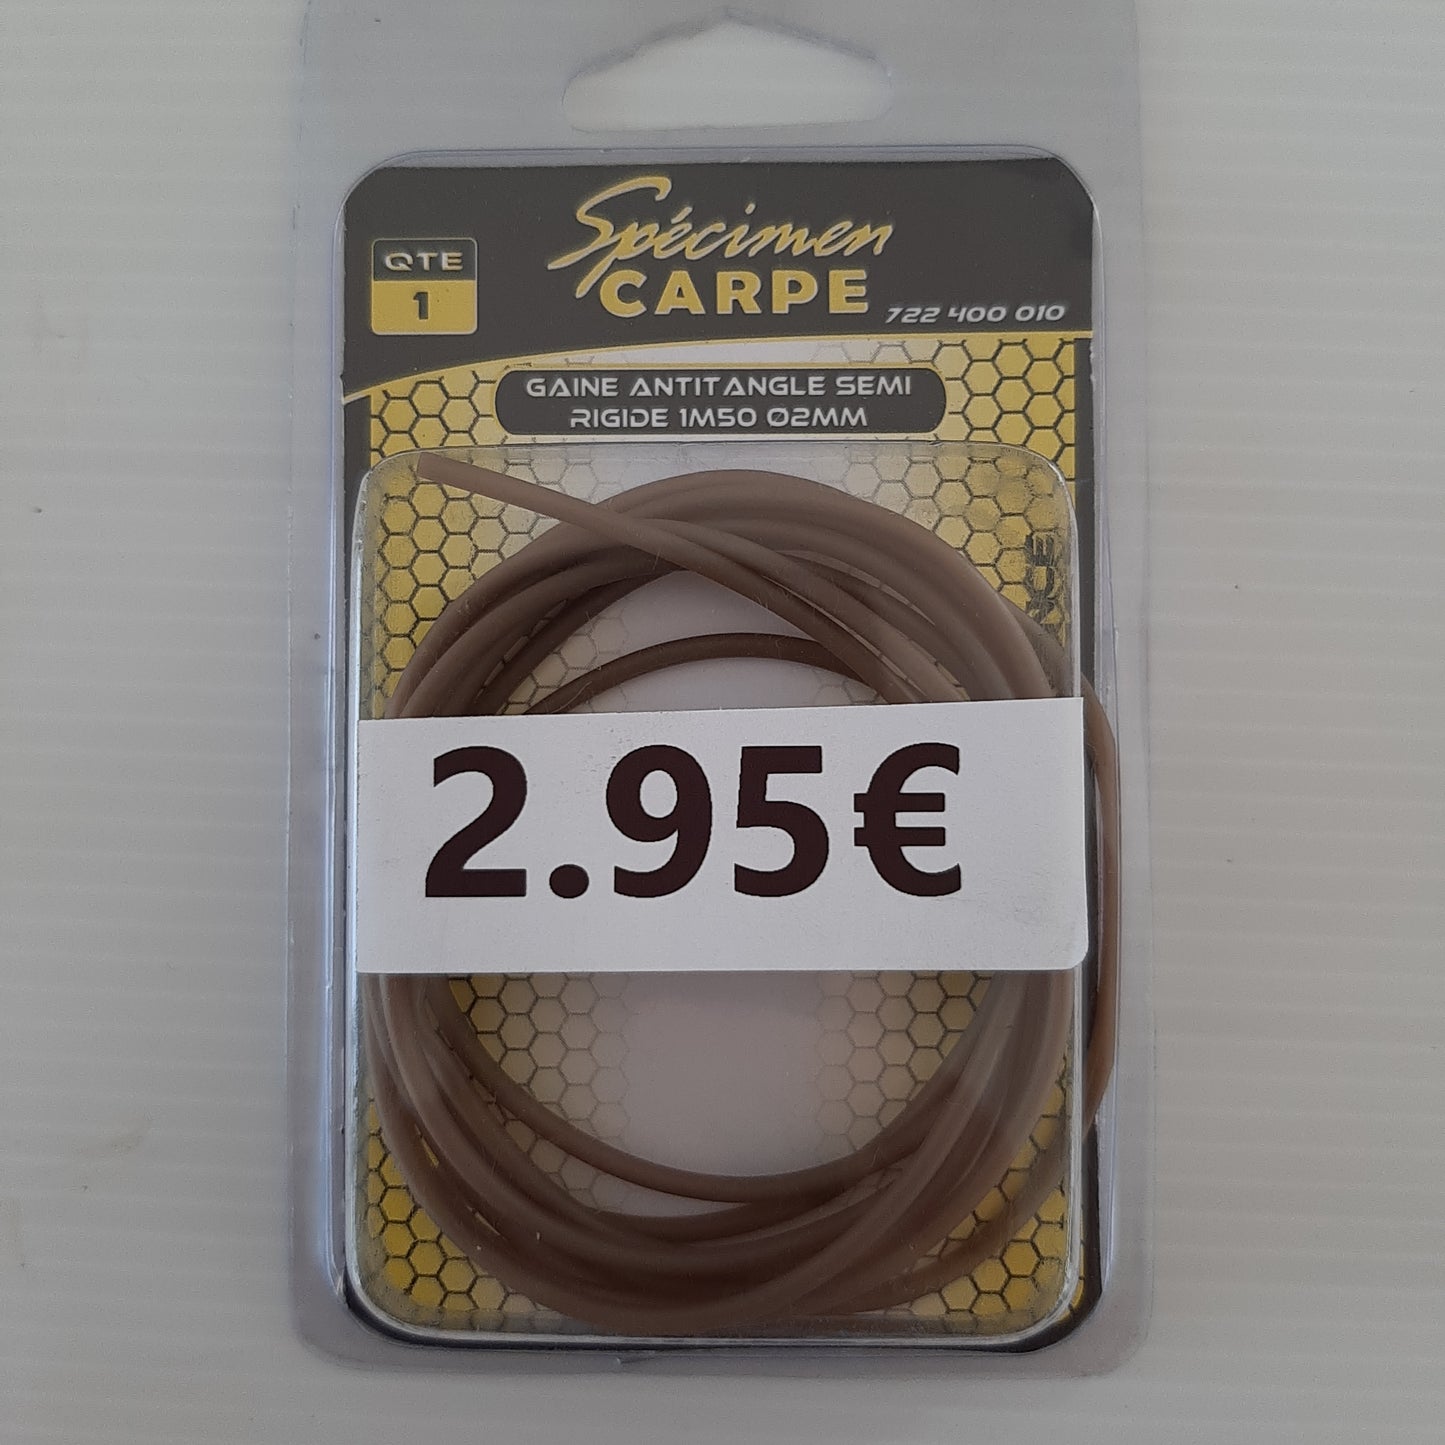 Spécimen
CARPE
QTE
1
722 400 010
GAINE ANTITANGLE SEMI
RIGIDE 1M50 Ø2MM
2.95€